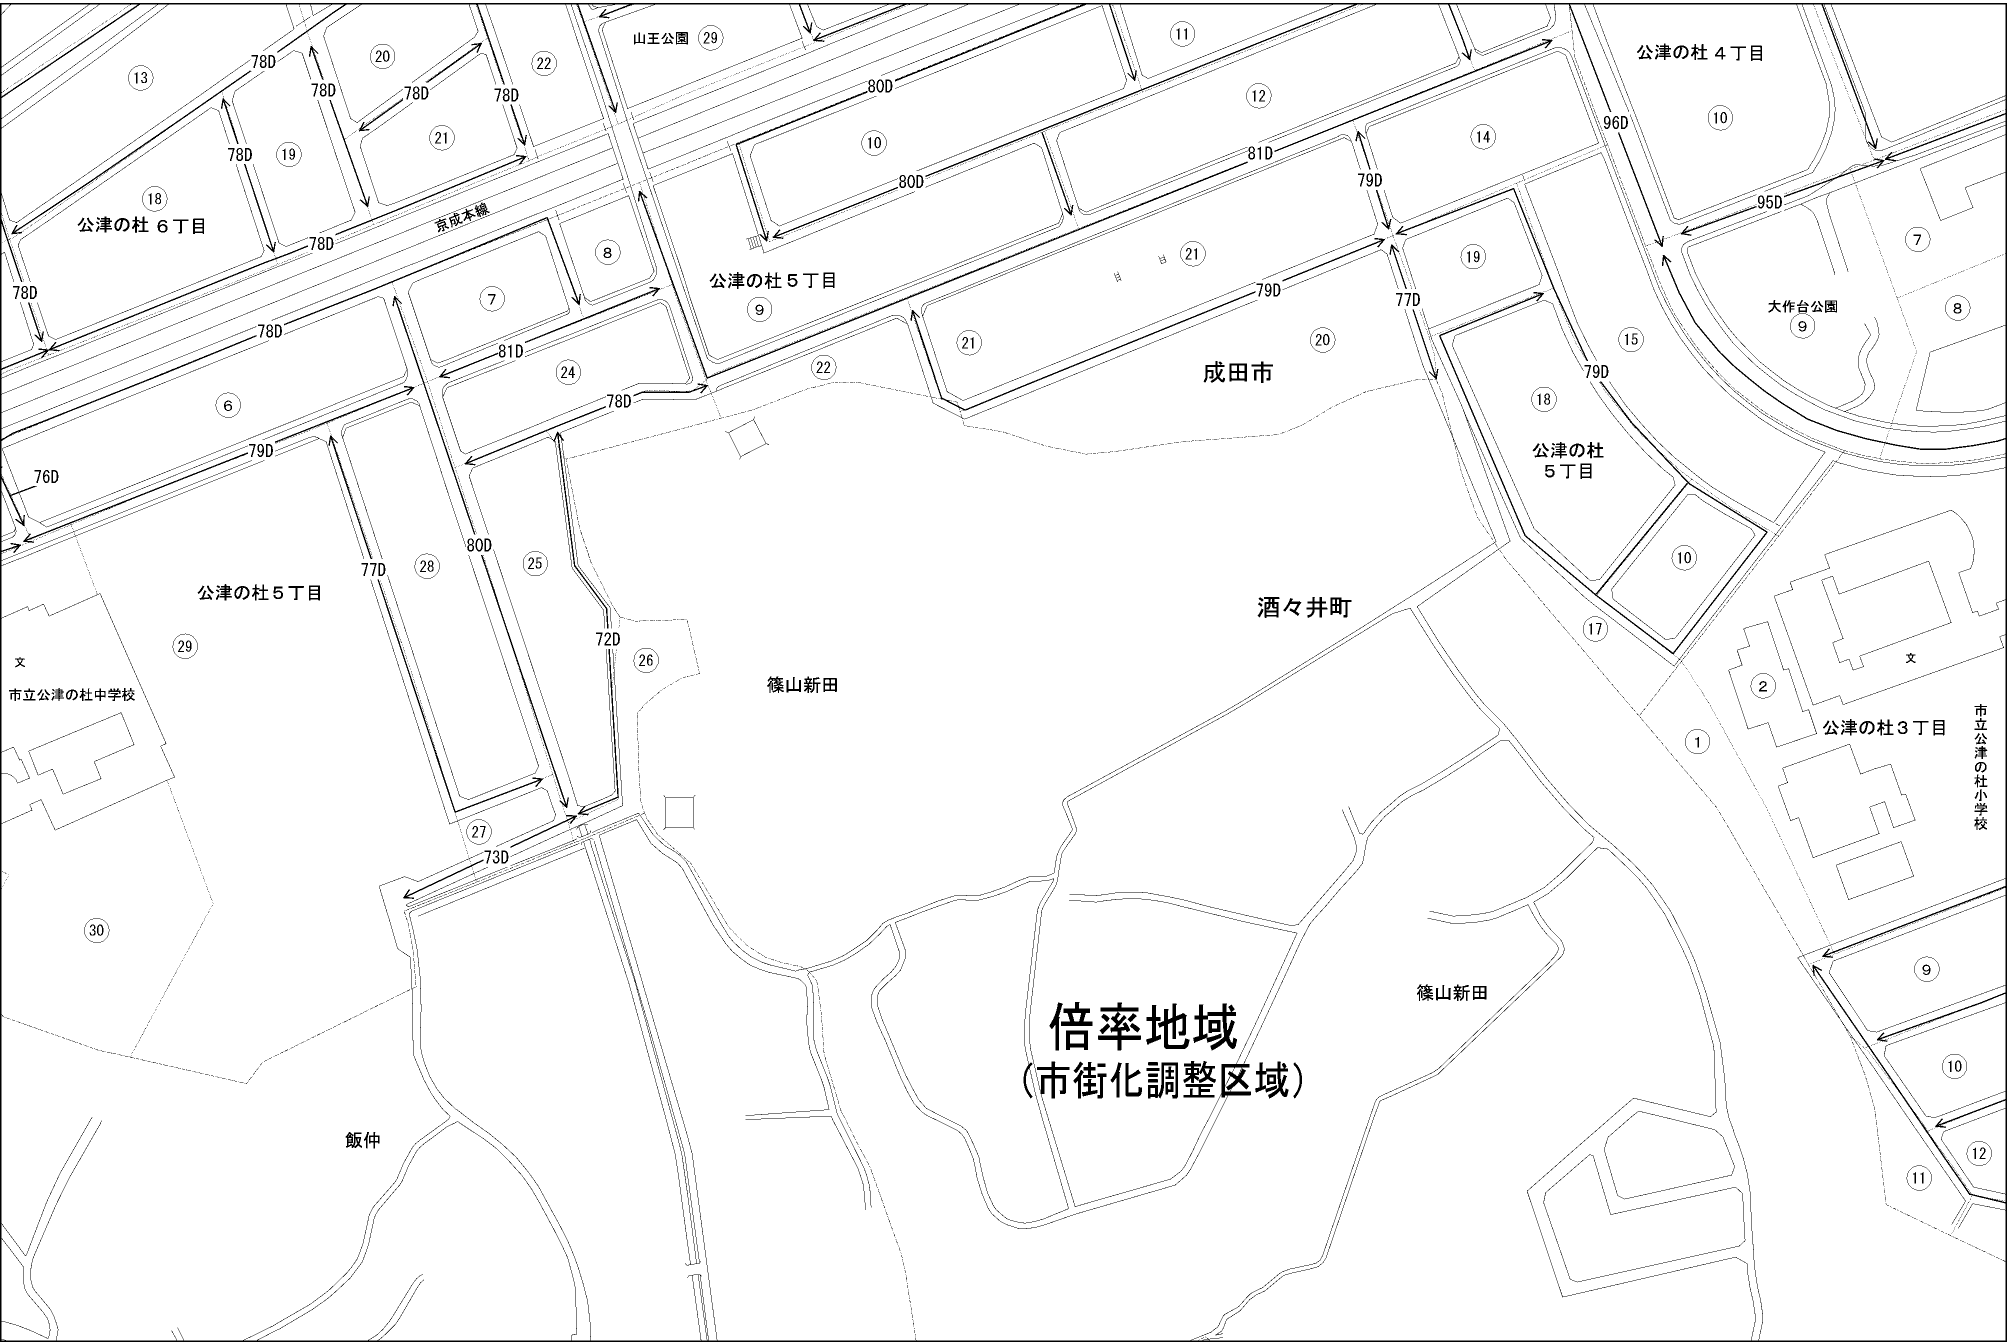 13
78D
20
78D
78D
78D
22
山王公園
29
11
80D
公津の杜４丁目
96D
10
12
78D
19
21
10
81D
14
18
公津の杜 ６丁目
78D
京成本線
80D
79D
95D
7
78D
8
7
公津の杜５丁目
9
21
19
77D
79D
大作台公園
9
8
78D
81D
24
21
20
15
22
成田市
79D
6
78D
18
79D
76D
公津の杜
５丁目
80D
77D
28
25
10
公津の杜５丁目
29
72D
26
酒々井町
17
文
市立公津の杜中学校
篠山新田
文
2
公津の杜３丁目
市立公津の杜小学校
1
27
73D
30
9
篠山新田
倍率地域
(市街化調整区域)
10
飯仲
12
11